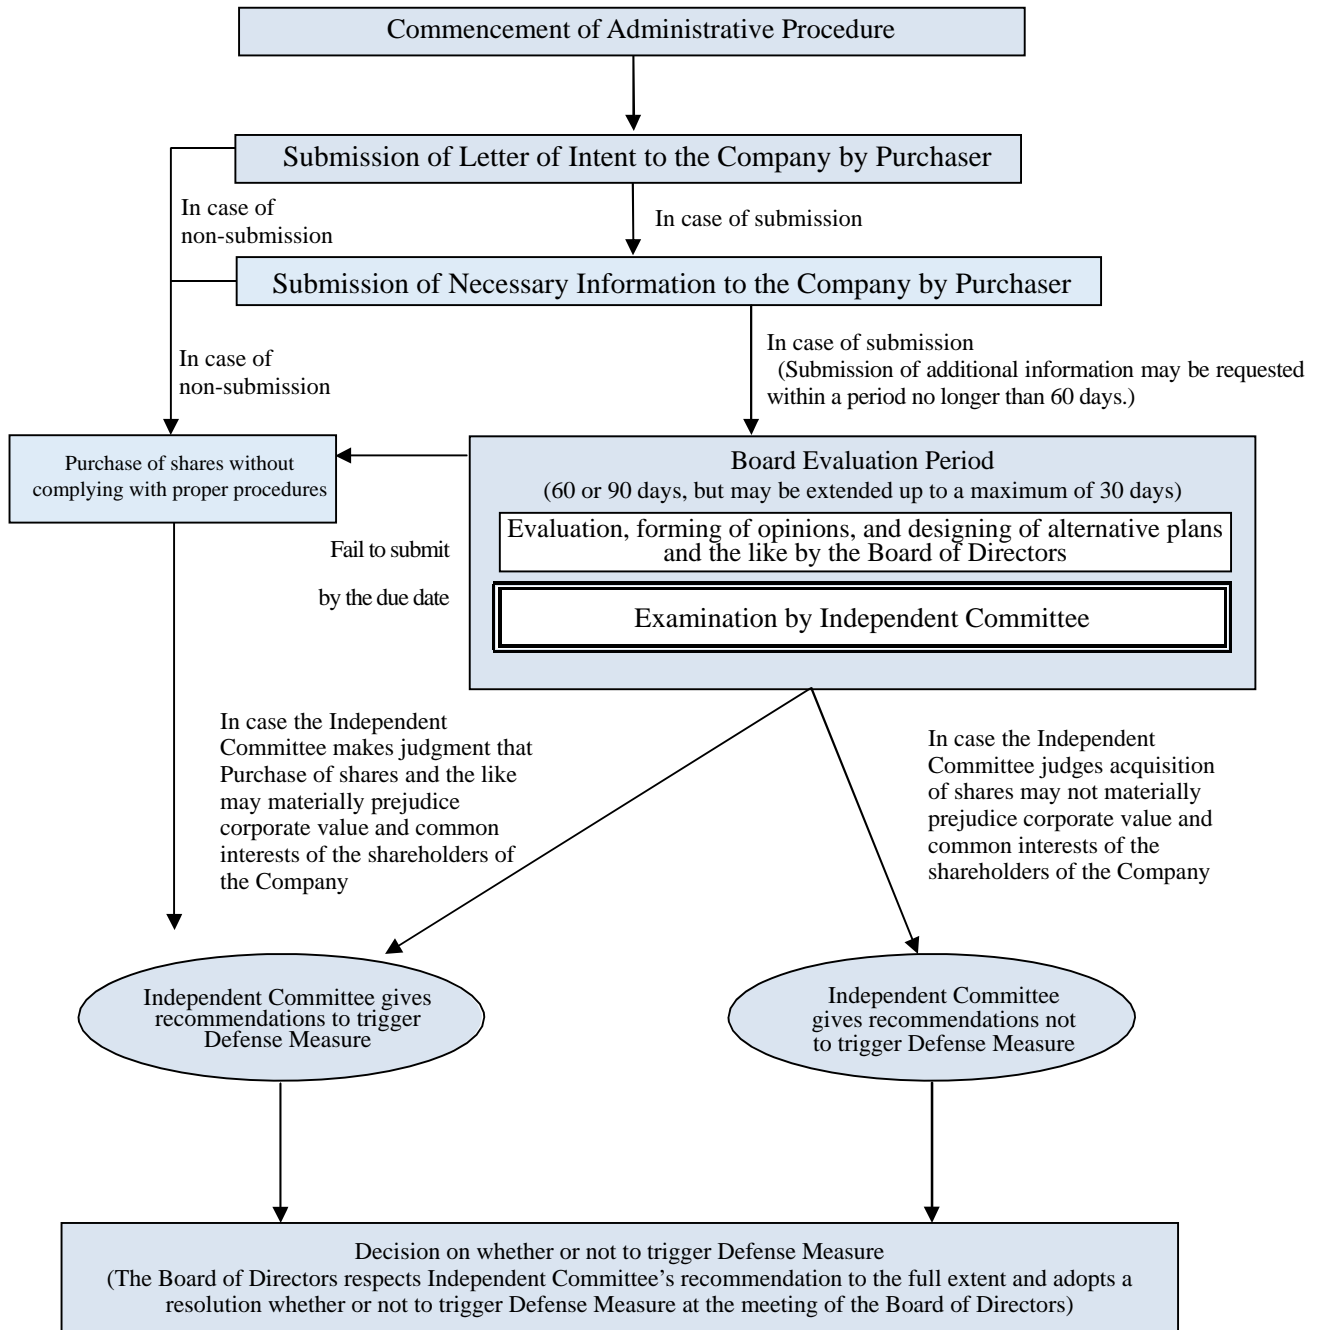 Commencement of Administrative Procedure
Submission of Letter of Intent to the Company by Purchaser
In case of
non-submission
In case of submission
Submission of Necessary Information to the Company by Purchaser
In case of
non-submission
In case of submission
(Submission of additional information may be requested
within a period no longer than 60 days.)
Purchase of shares without
complying with proper procedures
Board Evaluation Period
(60 or 90 days, but may be extended up to a maximum of 30 days)
Evaluation, forming of opinions, and designing of alternative plans
and the like by the Board of Directors
Fail to submit
by the due date
Examination by Independent Committee
In case the Independent
Committee makes judgment that
Purchase of shares and the like
may materially prejudice
corporate value and common
interests of the shareholders of
the Company
In case the Independent
Committee judges acquisition
of shares may not materially
prejudice corporate value and
common interests of the
shareholders of the Company
Independent Committee gives
recommendations to trigger
Defense Measure
Independent Committee
gives recommendations not
to trigger Defense Measure
Decision on whether or not to trigger Defense Measure
(The Board of Directors respects Independent Committee’s recommendation to the full extent and adopts a
resolution whether or not to trigger Defense Measure at the meeting of the Board of Directors)